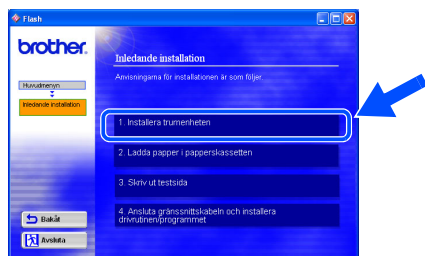 Flash
brother.
Huvudmenyn
Inledande installation
Inledande installation
Anvisningarna för installationen är som följer.
1. Installera trumenheten
2. Ladda papper i papperskassetten
3. Skriv ut testsida
4. Ansluta gränssnittskabeln och installera
drivrutinen/programmet
Bakåt
Avsluta